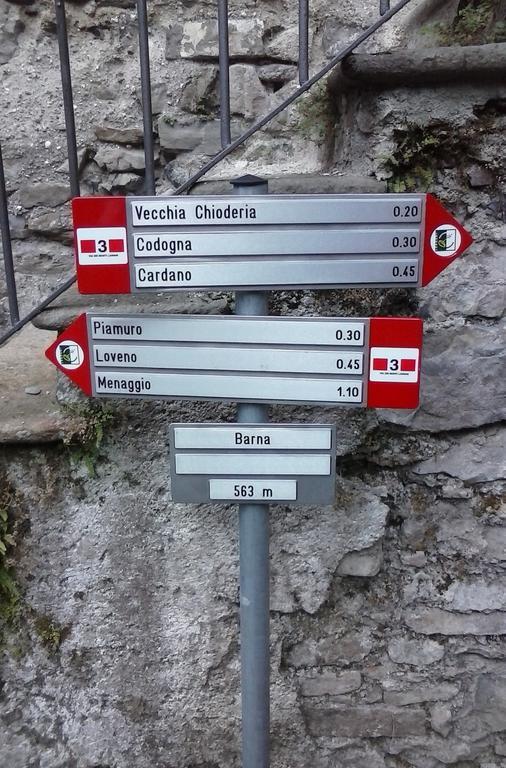 Vecchia Chioderia 0.20
3 Codogna 0.30
Cardano 0.45
Piamuro 0.30
Loveno 0.45 3
Menaggio 1.10
Barna
563 m